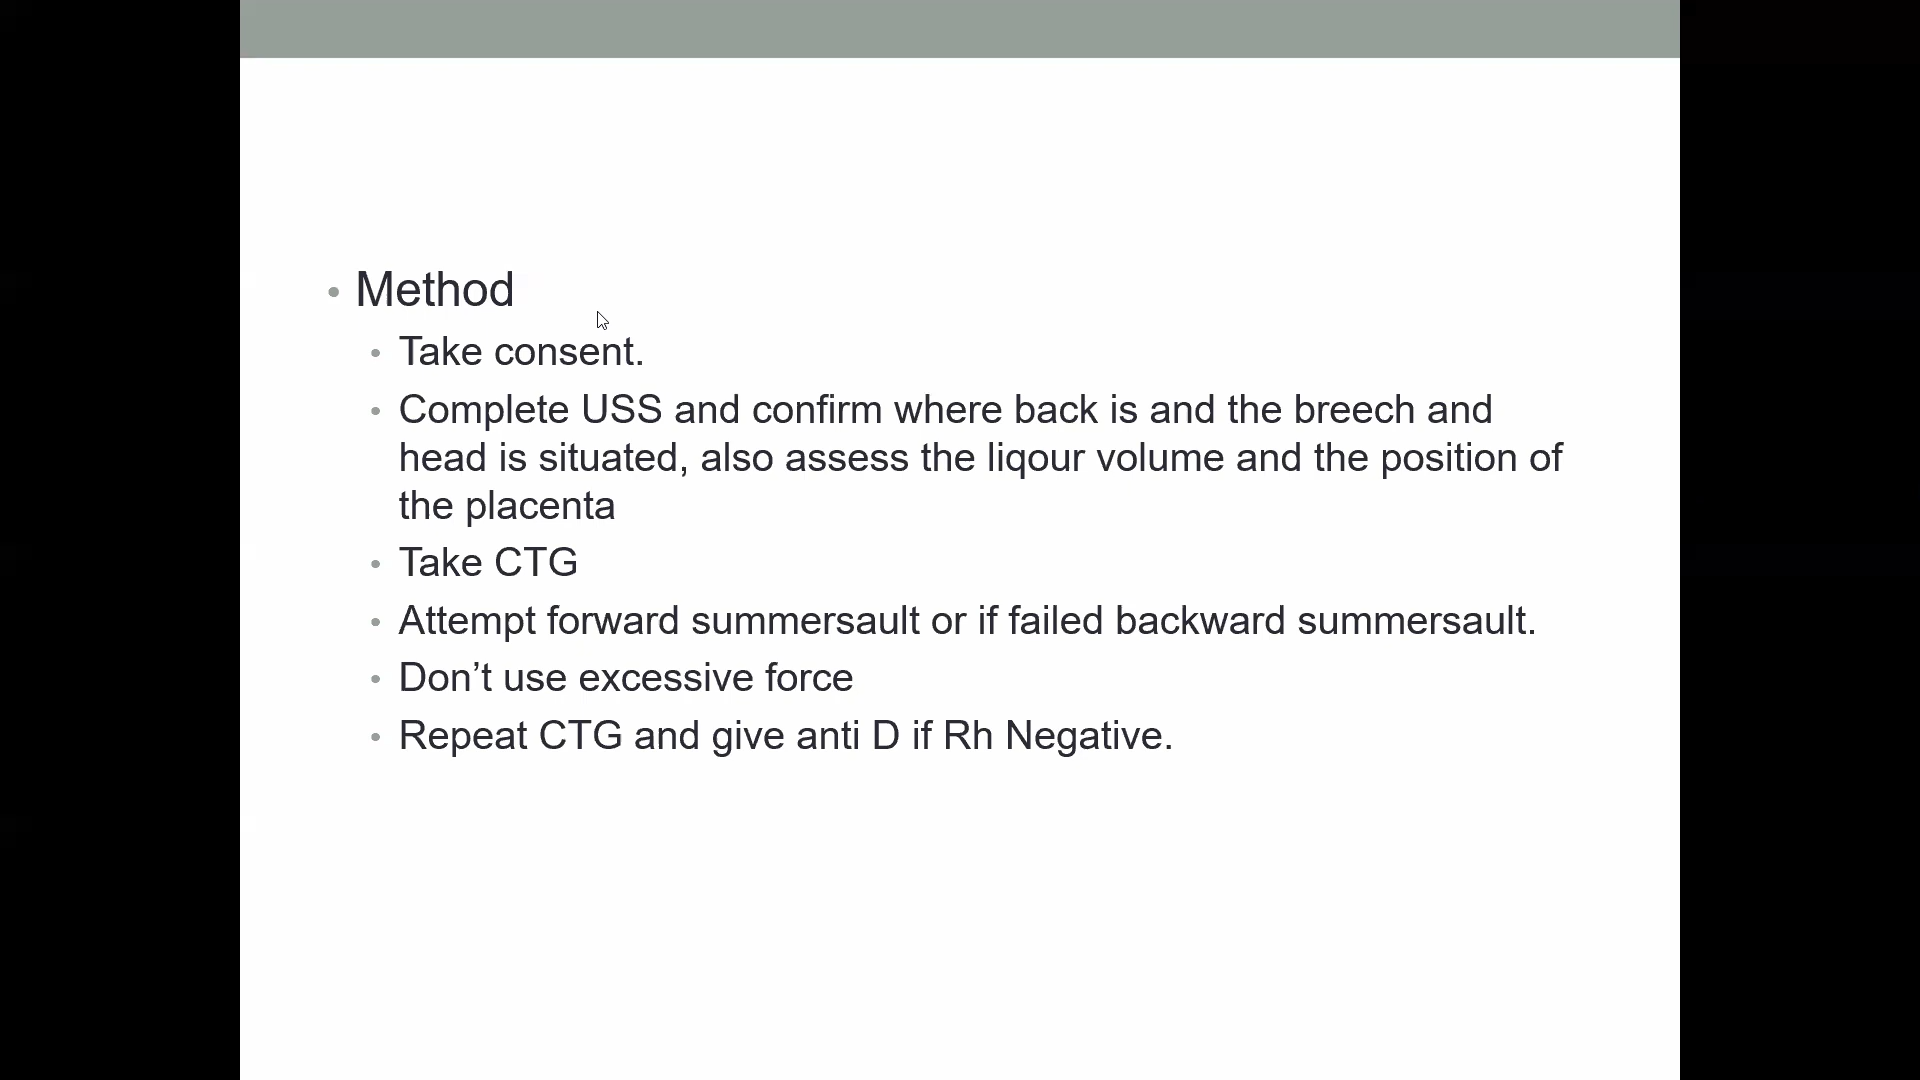 • Method
• Take consent.
• Complete USS and confirm where back is and the breech and
head is situated, also assess the liqour volume and the position of
the placenta
• Take CTG
• Attempt forward summersault or if failed backward summersault.
• Don’t use excessive force
• Repeat CTG and give anti D if Rh Negative.